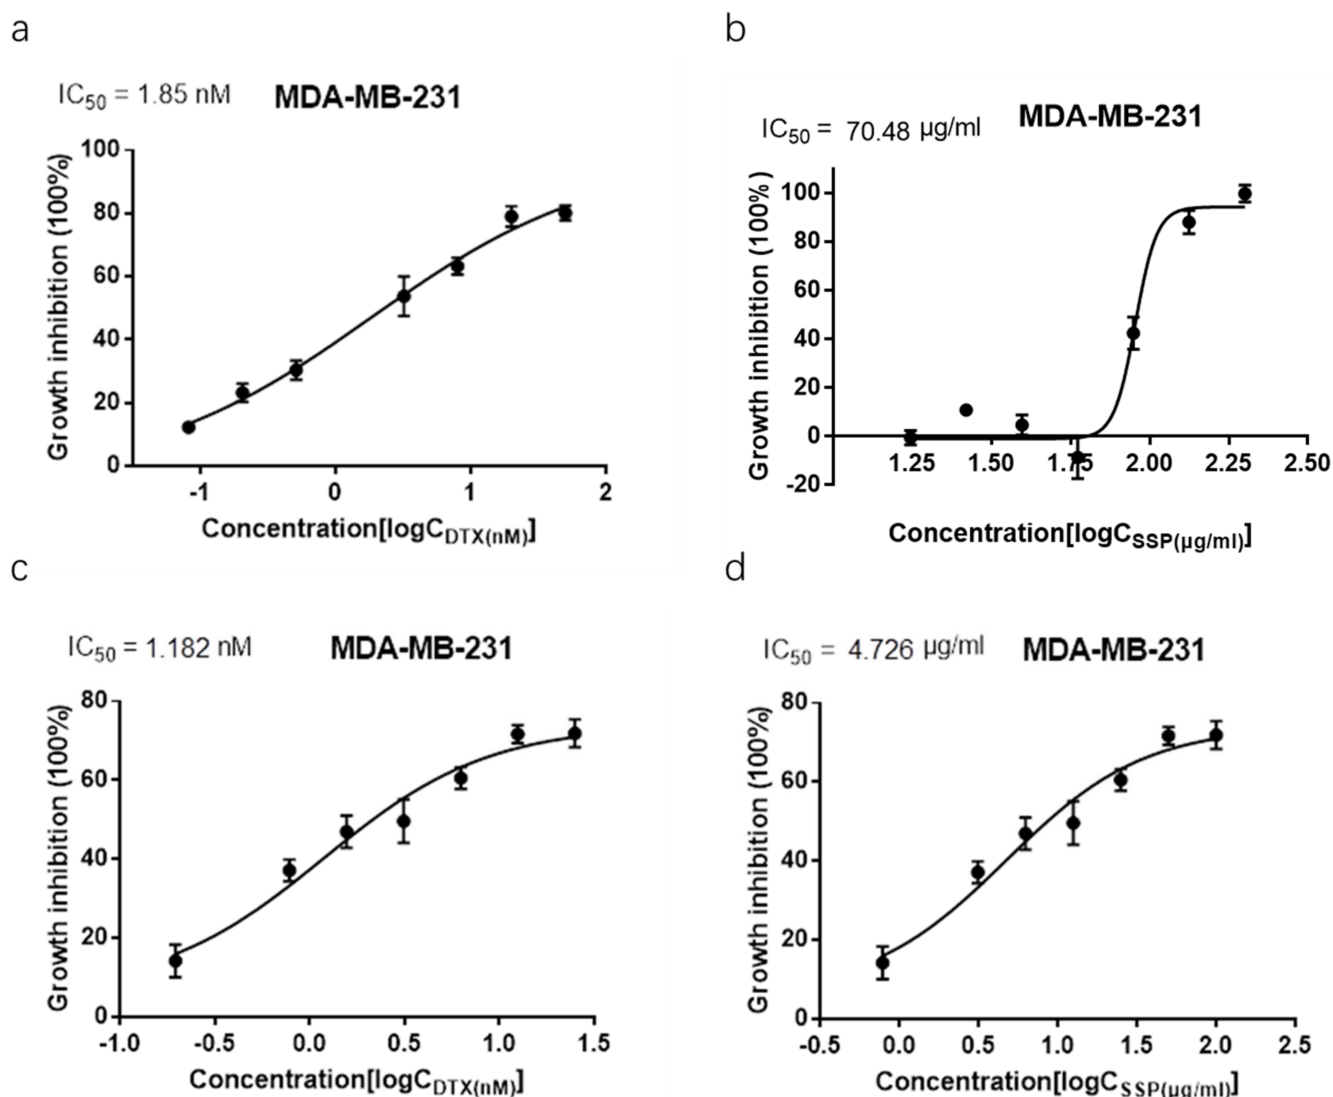 a
IC50 = 1.85 nM MDA-MB-231
Growth inhibition (100%)
100
80
60
40
20
0
-1 0 1 2
Concentration[logCDTX(nM)]
b
IC50 = 70.48 µg/ml MDA-MB-231
Growth inhibition (100%)
100
80
60
40
20
0
-20
1.25 1.50 1.75 2.00 2.25 2.50
Concentration[logCSSP(µg/ml)]
c
IC50 = 1.182 nM MDA-MB-231
Growth inhibition (100%)
80
60
40
20
0
-1.0 -0.5 0.0 0.5 1.0 1.5
Concentration[logCDTX(nM)]
d
IC50 = 4.726 µg/ml MDA-MB-231
Growth inhibition (100%)
80
60
40
20
0
-0.5 0.0 0.5 1.0 1.5 2.0 2.5
Concentration[logCSSP(µg/ml)]